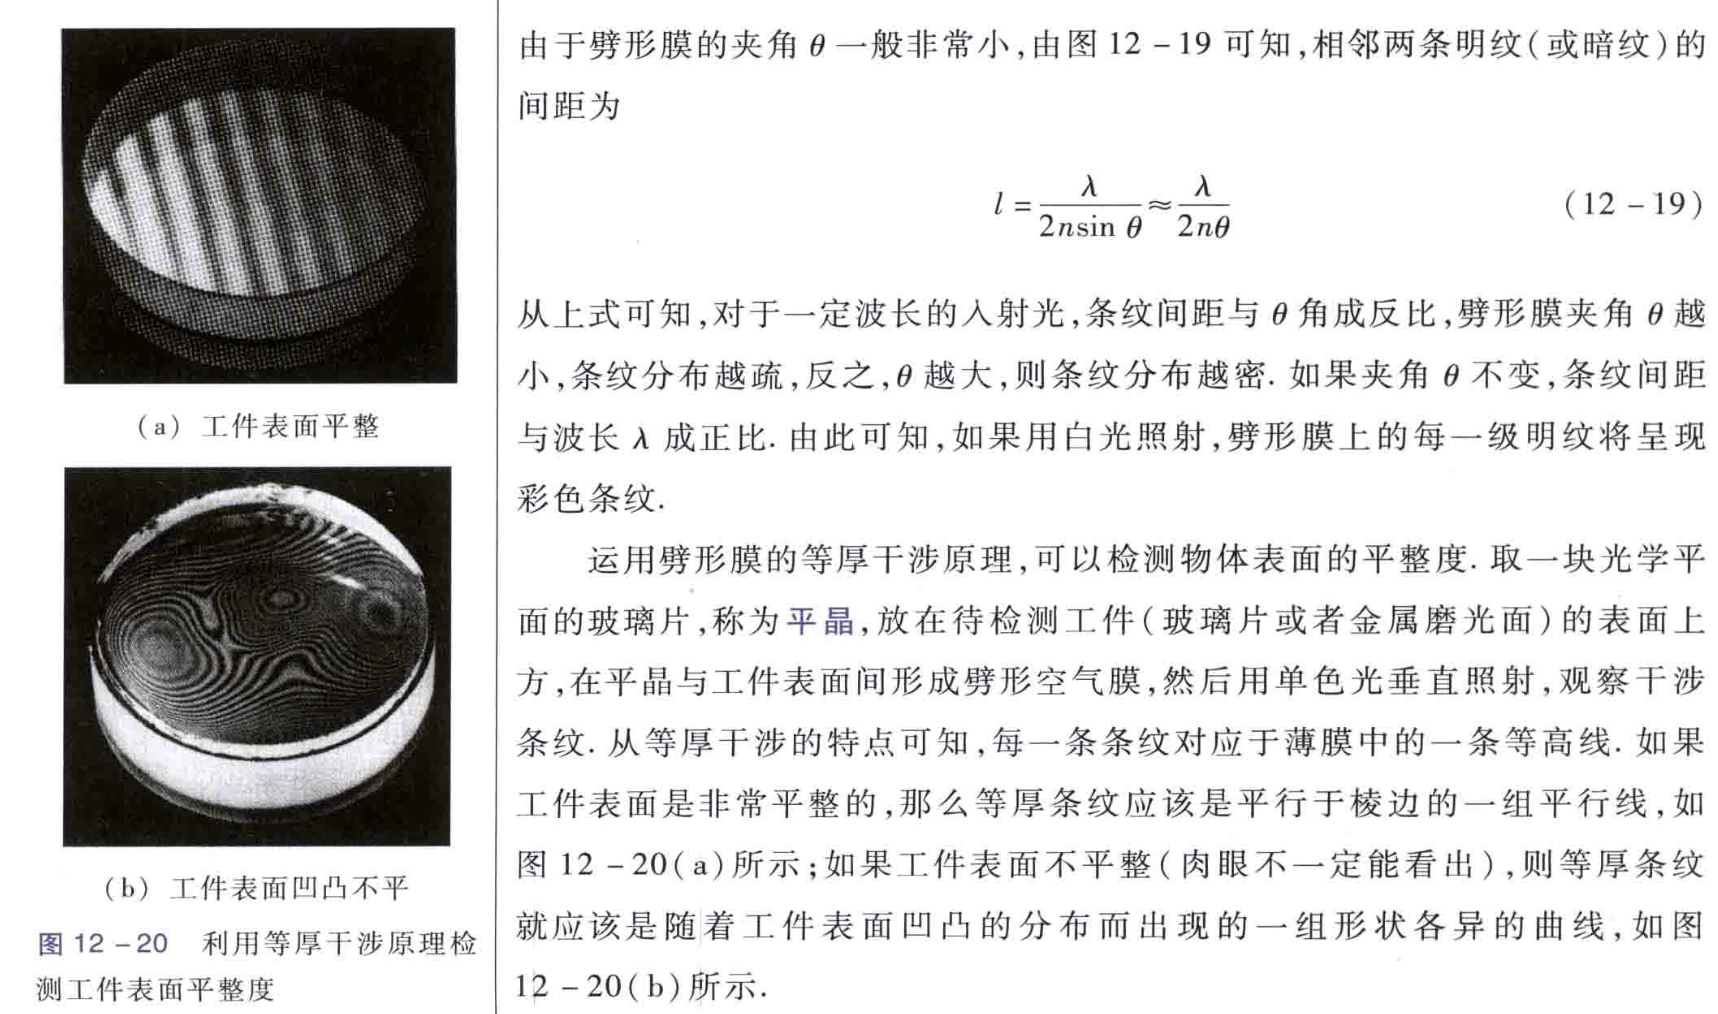 (a) 工件表面平整
(b) 工件表面凹凸不平
图 12-20 利用等厚干涉原理检
测工件表面平整度
由于劈形膜的夹角 θ 一般非常小,由图 12-19 可知,相邻两条明纹(或暗纹)的
间距为
l = λ/(2nsin θ) ≈ λ/(2nθ) (12-19)
从上式可知,对于一定波长的入射光,条纹间距与 θ 角成反比,劈形膜夹角 θ 越
小,条纹分布越疏,反之,θ 越大,则条纹分布越密. 如果夹角 θ 不变,条纹间距
与波长 λ 成正比. 由此可知,如果用白光照射,劈形膜上的每一级明纹将呈现
彩色条纹.
运用劈形膜的等厚干涉原理,可以检测物体表面的平整度. 取一块光学平
面的玻璃片,称为平晶,放在待检测工件(玻璃片或者金属磨光面)的表面上
方,在平晶与工件表面间形成劈形空气膜,然后用单色光垂直照射,观察干涉
条纹. 从等厚干涉的特点可知,每一条条纹对应于薄膜中的一条等高线. 如果
工件表面是非常平整的,那么等厚条纹应该是平行于棱边的一组平行线,如
图 12-20(a)所示;如果工件表面不平整(肉眼不一定能看出),则等厚条纹
就应该是随着工件表面凹凸的分布而出现的一组形状各异的曲线,如图
12-20(b)所示.